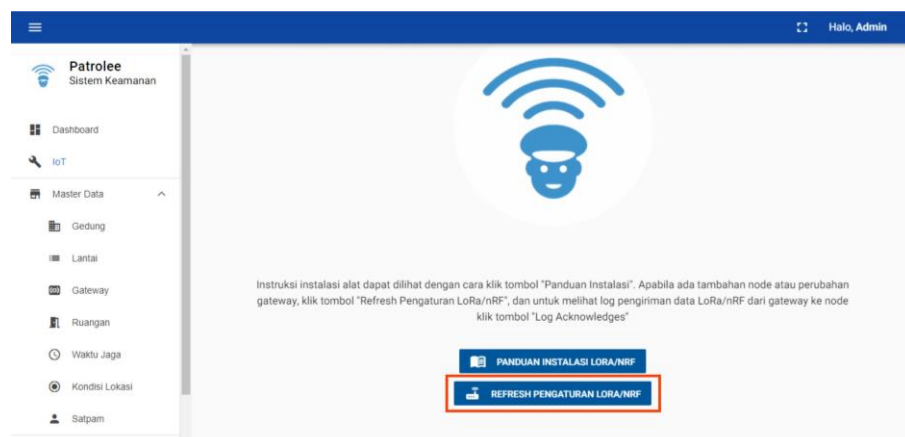 Halo, Admin
Patrolee
Sistem Keamanan
Dashboard
IoT
Master Data
Gedung
Lantai
Gateway
Ruangan
Waktu Jaga
Kondisi Lokasi
Satpam
Instruksi instalasi alat dapat dilihat dengan cara klik tombol "Panduan Instalasi". Apabila ada tambahan node atau perubahan
gateway, klik tombol "Refresh Pengaturan LoRa/nRF", dan untuk melihat log pengiriman data LoRa/nRF dari gateway ke node
klik tombol "Log Acknowledges"
PANDUAN INSTALASI LORA/NRF
REFRESH PENGATURAN LORA/NRF